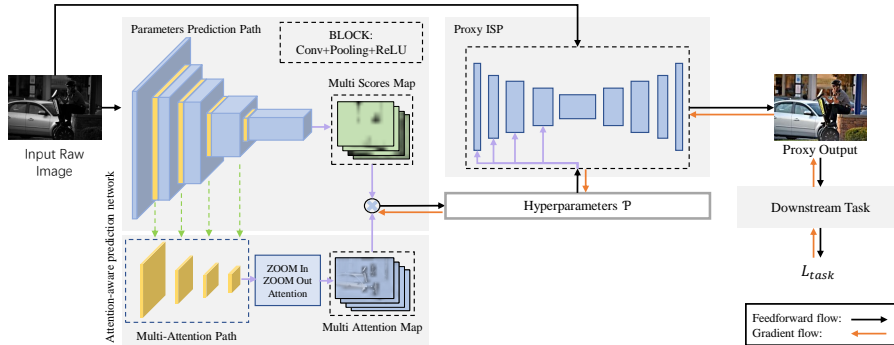 Parameters Prediction Path
BLOCK:
Conv+Pooling+ReLU
Proxy ISP
Multi Scores Map
Input Raw
Image
Proxy Output
Hyperparameters 'P
Downstream Task
Attention-aware prediction network
ZOOM In
ZOOM Out
Attention
L_task
Multi-Attention Path
Multi Attention Map
Feedforward flow:
Gradient flow: